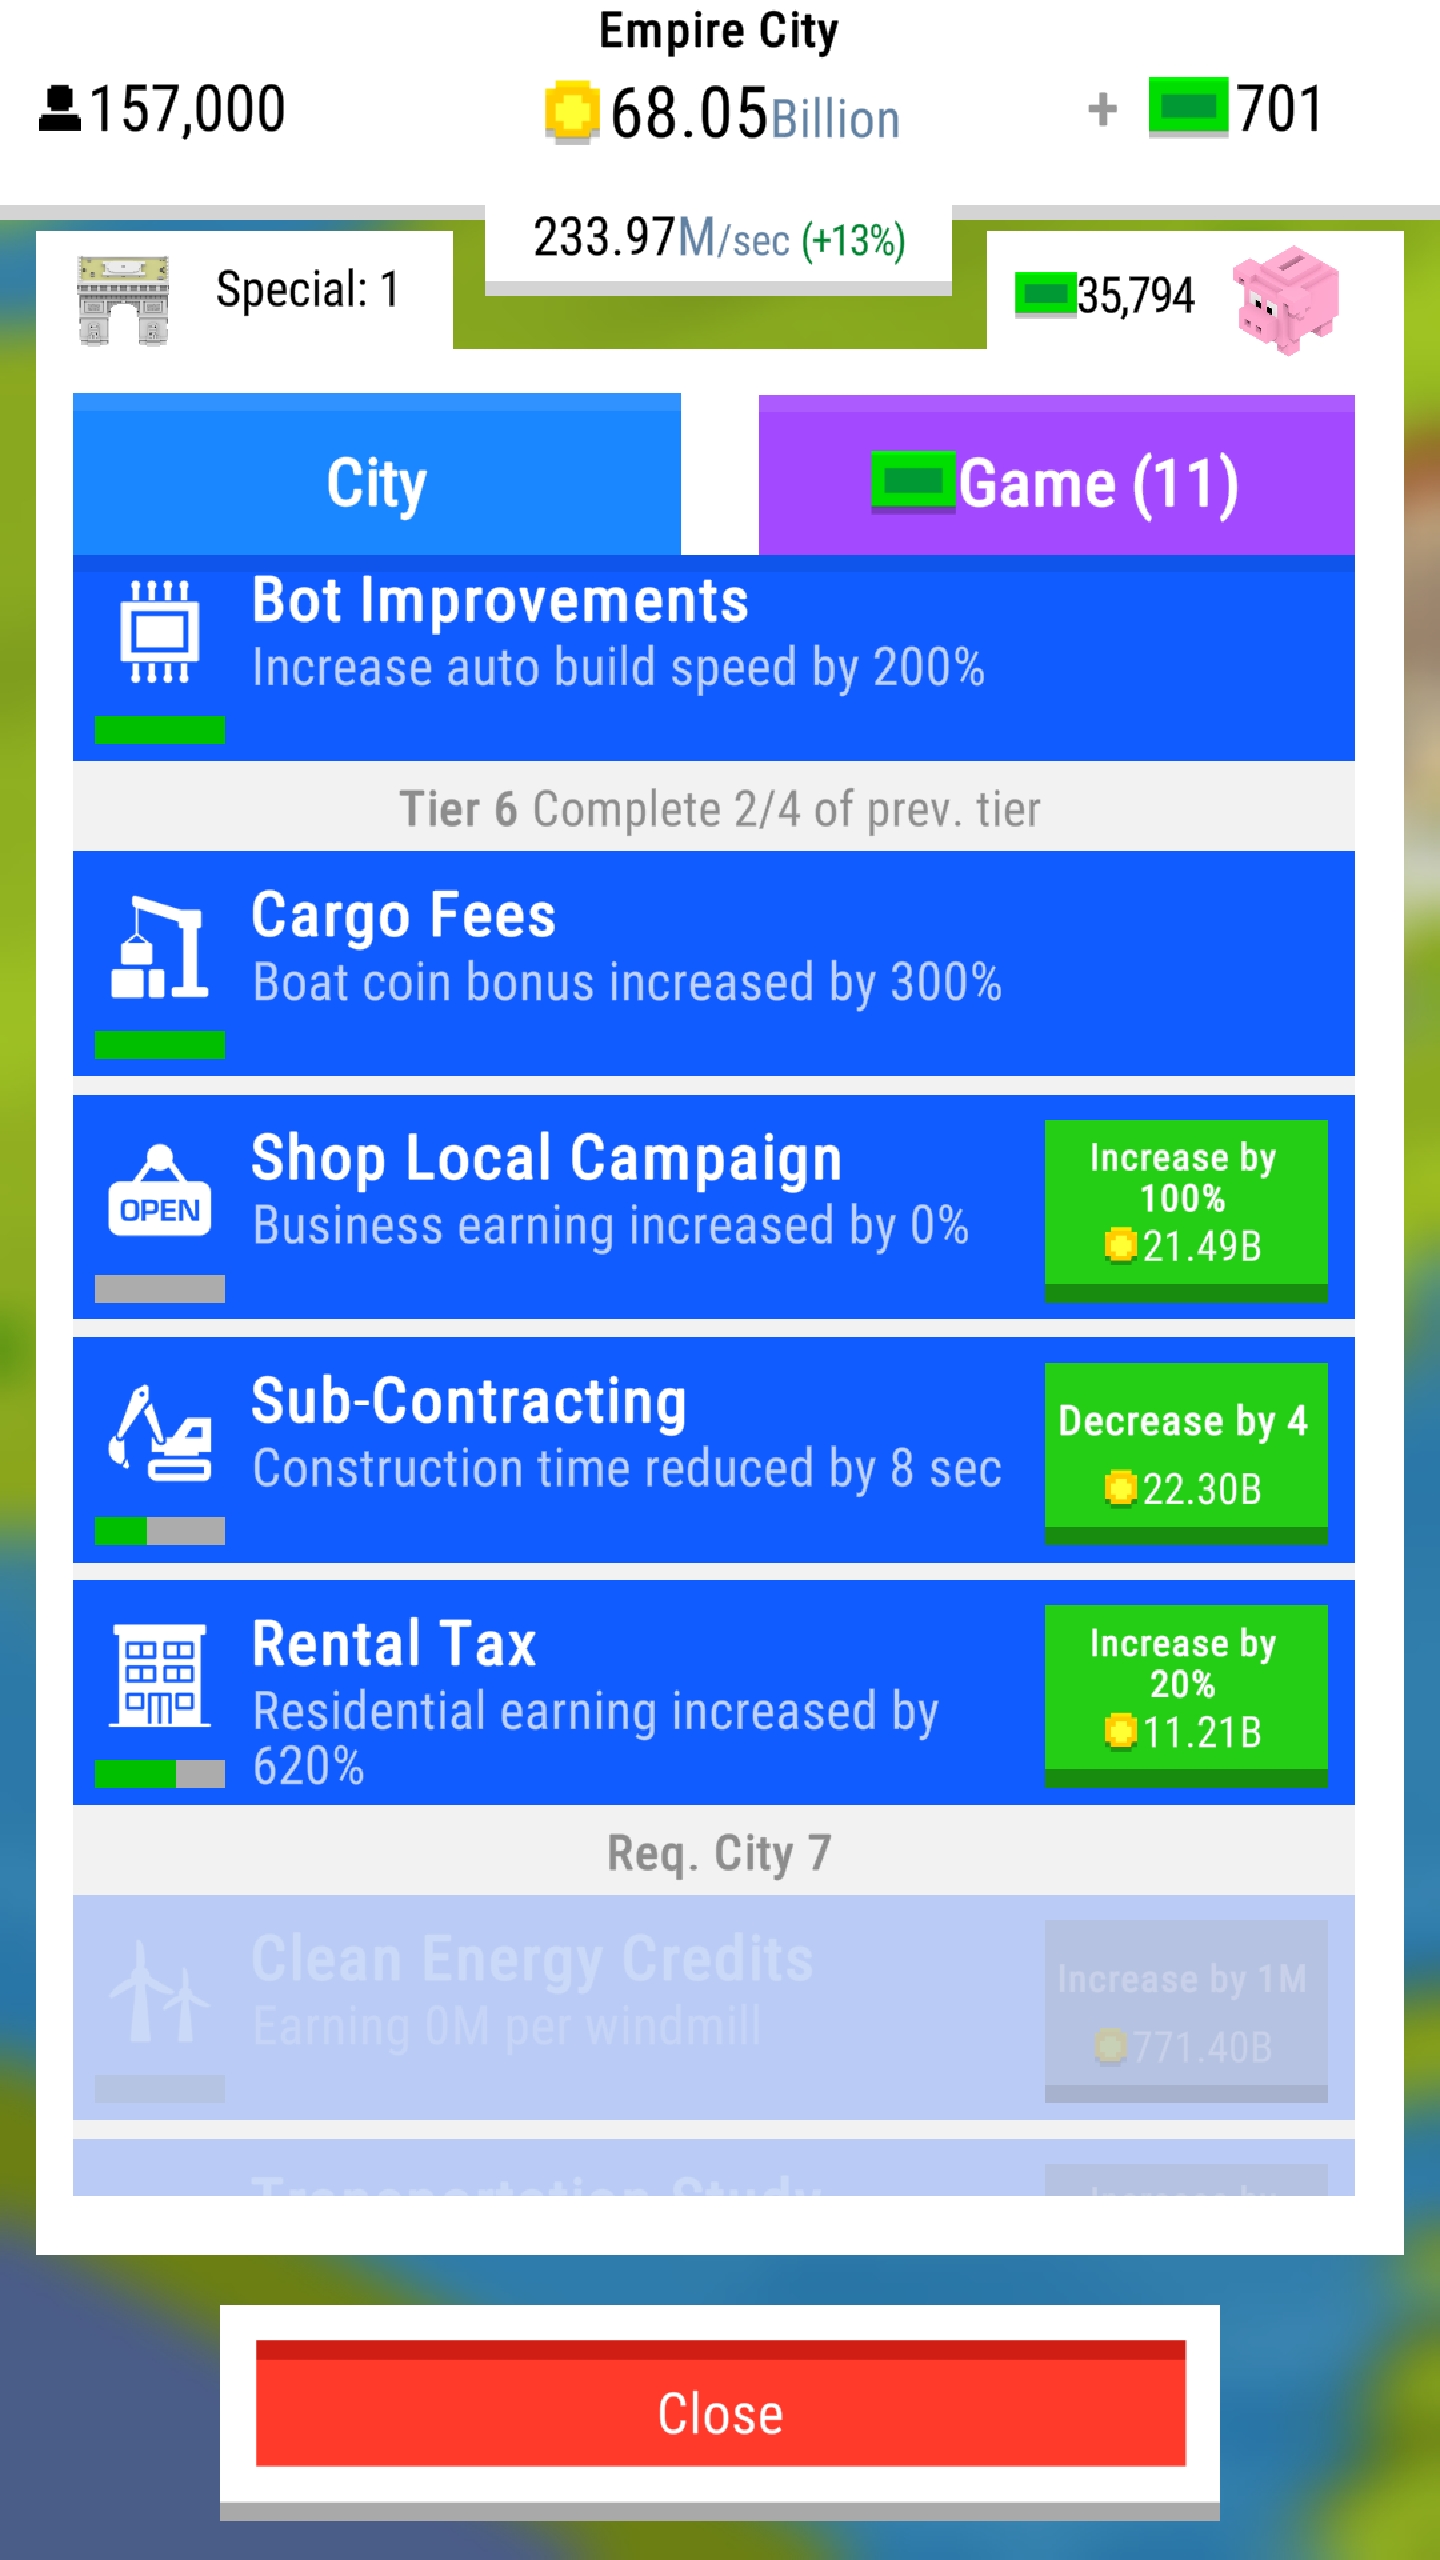 Empire City
157,000
68.05Billion
+ 701
233.97M/sec (+13%)
Special: 1
35,794
City
Game (11)
Bot Improvements
Increase auto build speed by 200%
Tier 6 Complete 2/4 of prev. tier
Cargo Fees
Boat coin bonus increased by 300%
Shop Local Campaign
Business earning increased by 0%
OPEN
Increase by
100%
21.49B
Sub-Contracting
Construction time reduced by 8 sec
Decrease by 4
22.30B
Rental Tax
Residential earning increased by
620%
Increase by
20%
11.21B
Req. City 7
Clean Energy Credits
Earning 0M per windmill
Increase by 1M
771.40B
Transportation Study
Increase by
Close